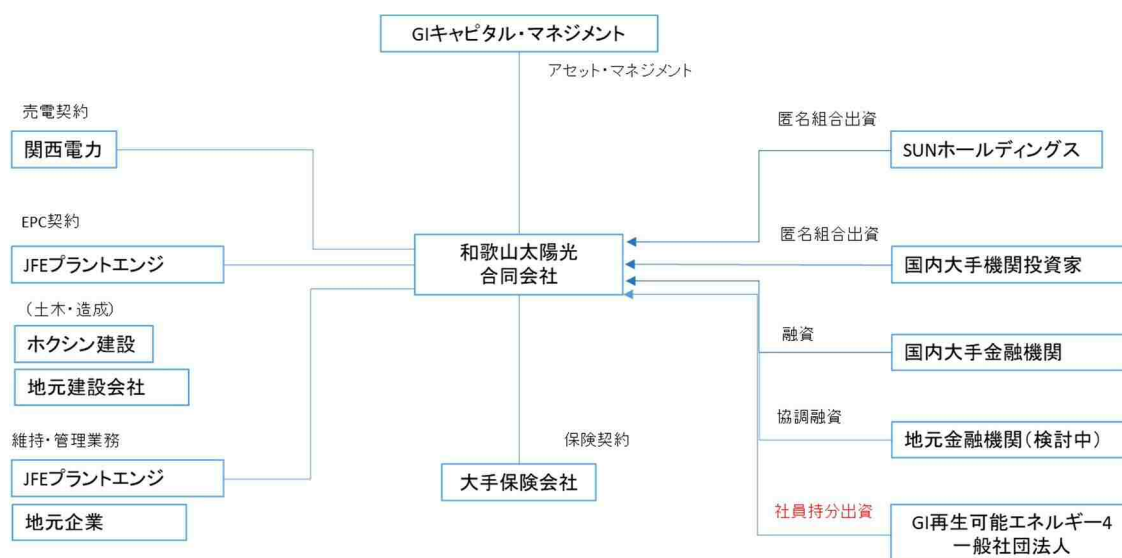 GIキャピタル・マネジメント
アセット・マネジメント
売電契約
関西電力
EPC契約
JFEプラントエンジ
(土木・造成)
ホクシン建設
地元建設会社
維持・管理業務
JFEプラントエンジ
地元企業
和歌山太陽光
合同会社
保険契約
大手保険会社
匿名組合出資
SUNホールディングス
匿名組合出資
国内大手機関投資家
融資
国内大手金融機関
協調融資
地元金融機関(検討中)
社員持分出資
GI再生可能エネルギー4
一般社団法人